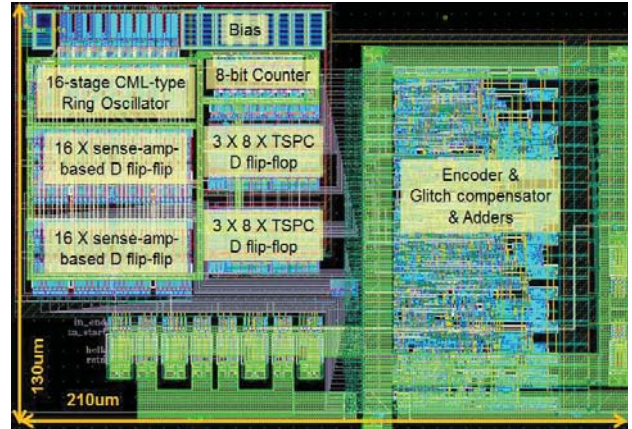 Bias
16-stage CML-type
Ring Oscillator
8-bit Counter
16 X sense-amp-
based D flip-flip
3 X 8 X TSPC
D flip-flop
Encoder &
Glitch compensator
& Adders
16 X sense-amp-
based D flip-flip
3 X 8 X TSPC
D flip-flop
in_end
in_start
130um
210um